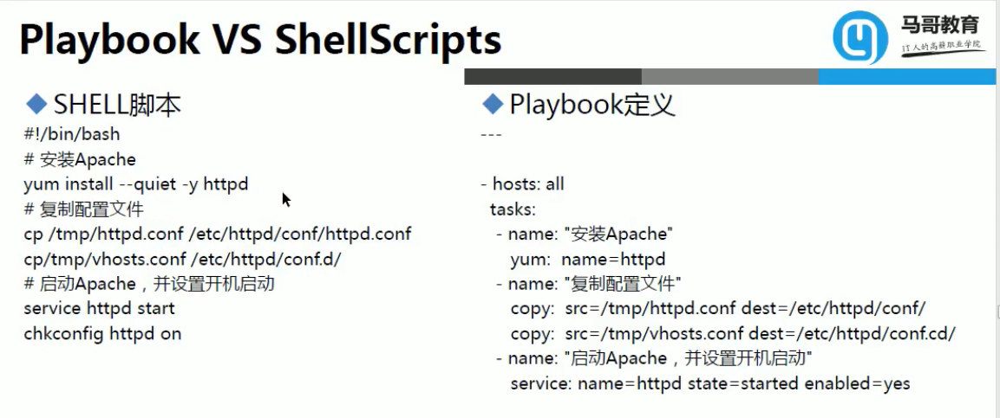 Playbook VS ShellScripts
马哥教育
IT人的高薪职业学院
SHELL脚本
#!/bin/bash
# 安装Apache
yum install --quiet -y httpd
# 复制配置文件
cp /tmp/httpd.conf /etc/httpd/conf/httpd.conf
cp/tmp/vhosts.conf /etc/httpd/conf.d/
# 启动Apache，并设置开机启动
service httpd start
chkconfig httpd on
Playbook定义
---
- hosts: all
tasks:
- name: "安装Apache"
yum: name=httpd
- name: "复制配置文件"
copy: src=/tmp/httpd.conf dest=/etc/httpd/conf/
copy: src=/tmp/vhosts.conf dest=/etc/httpd/conf.cd/
- name: "启动Apache，并设置开机启动"
service: name=httpd state=started enabled=yes